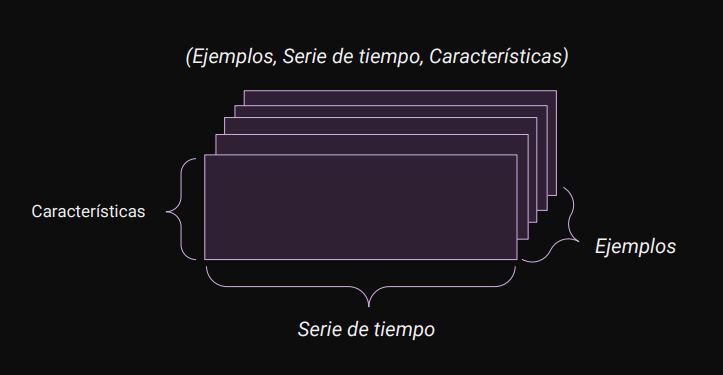 (Ejemplos, Serie de tiempo, Características)
Características
Ejemplos
Serie de tiempo